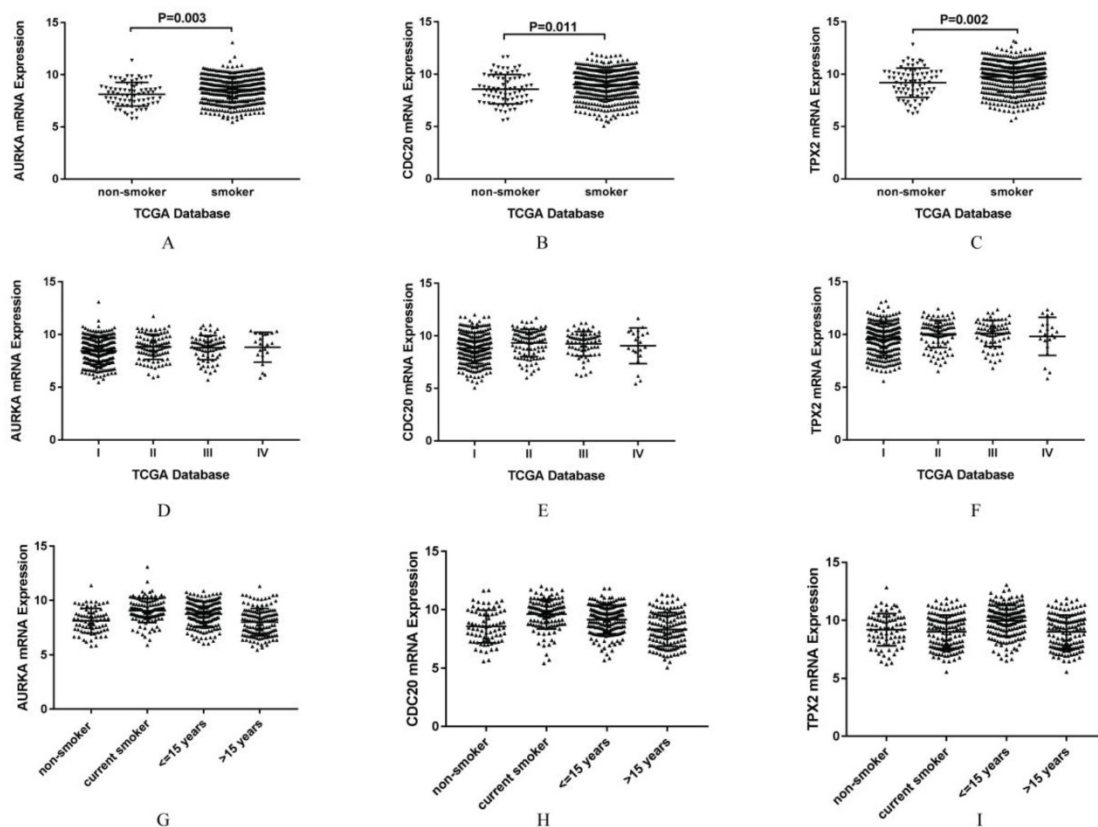 P=0.003
AURKA mRNA Expression
15
10
5
0
non-smoker smoker
TCGA Database
A
P=0.011
CDC20 mRNA Expression
15
10
5
0
non-smoker smoker
TCGA Database
B
P=0.002
TPX2 mRNA Expression
15
10
5
0
non-smoker smoker
TCGA Database
C
AURKA mRNA Expression
15
10
5
0
I II III IV
TCGA Database
D
CDC20 mRNA Expression
15
10
5
0
I II III IV
TCGA Database
E
TPX2 mRNA Expression
15
10
5
0
I II III IV
TCGA Database
F
AURKA mRNA Expression
15
10
5
0
non-smoker current smoker <=15 years >15 years
G
CDC20 mRNA Expression
15
10
5
0
non-smoker current smoker <=15 years >15 years
H
TPX2 mRNA Expression
15
10
5
0
non-smoker current smoker <=15 years >15 years
I